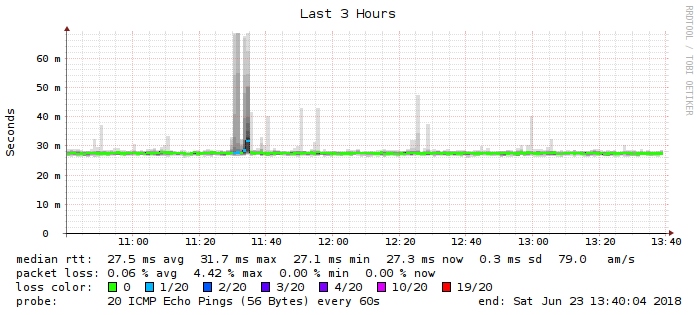 Last 3 Hours
RRDTOOL / TOBI OETIKER
Seconds
60 m
50 m
40 m
30 m
20 m
10 m
0
11:00 11:20 11:40 12:00 12:20 12:40 13:00 13:20 13:40
median rtt: 27.5 ms avg 31.7 ms max 27.1 ms min 27.3 ms now 0.3 ms sd 79.0 am/s
packet loss: 0.06 % avg 4.42 % max 0.00 % min 0.00 % now
loss color: 0 1/20 2/20 3/20 4/20 10/20 19/20
probe: 20 ICMP Echo Pings (56 Bytes) every 60s end: Sat Jun 23 13:40:04 2018